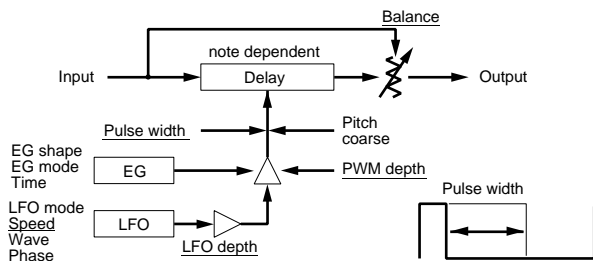 Balance
note dependent
Input
Delay
Output
Pulse width
Pitch
coarse
EG shape
EG mode
Time
EG
PWM depth
Pulse width
LFO mode
Speed
Wave
Phase
LFO
LFO depth